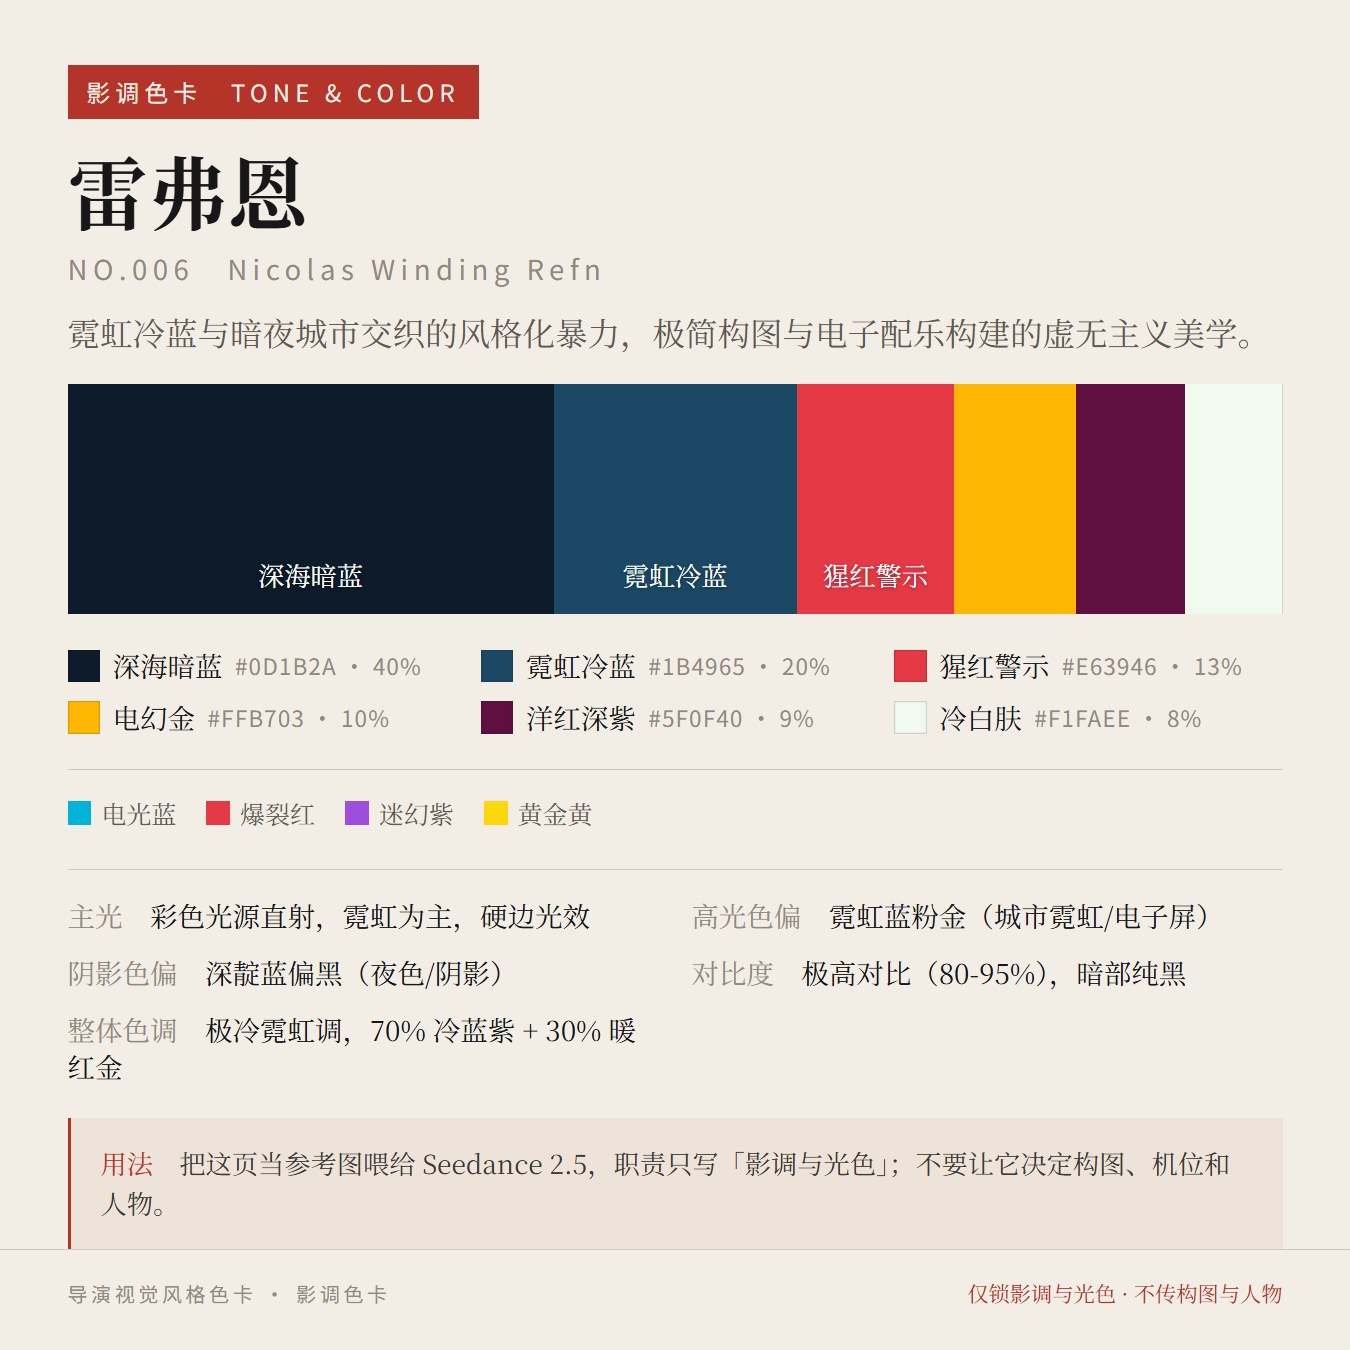 影调色卡 TONE & COLOR
雷弗恩
NO.006 Nicolas Winding Refn
霓虹冷蓝与暗夜城市交织的风格化暴力，极简构图与电子配乐构建的虚无主义美学。
深海暗蓝 霓虹冷蓝 猩红警示
深海暗蓝 #0D1B2A • 40% 霓虹冷蓝 #1B4965 • 20% 猩红警示 #E63946 • 13%
电幻金 #FFB703 • 10% 洋红深紫 #5F0F40 • 9% 冷白肤 #F1FAEE • 8%
电光蓝 爆裂红 迷幻紫 黄金黄
主光 彩色光源直射，霓虹为主，硬边光效 高光色偏 霓虹蓝粉金（城市霓虹/电子屏）
阴影色偏 深靛蓝偏黑（夜色/阴影） 对比度 极高对比（80-95%），暗部纯黑
整体色调 极冷霓虹调，70% 冷蓝紫 + 30% 暖
红金
用法 把这页当参考图喂给 Seedance 2.5，职责只写「影调与光色」；不要让它决定构图、机位和
人物。
导演视觉风格色卡 • 影调色卡 仅锁影调与光色 · 不传构图与人物